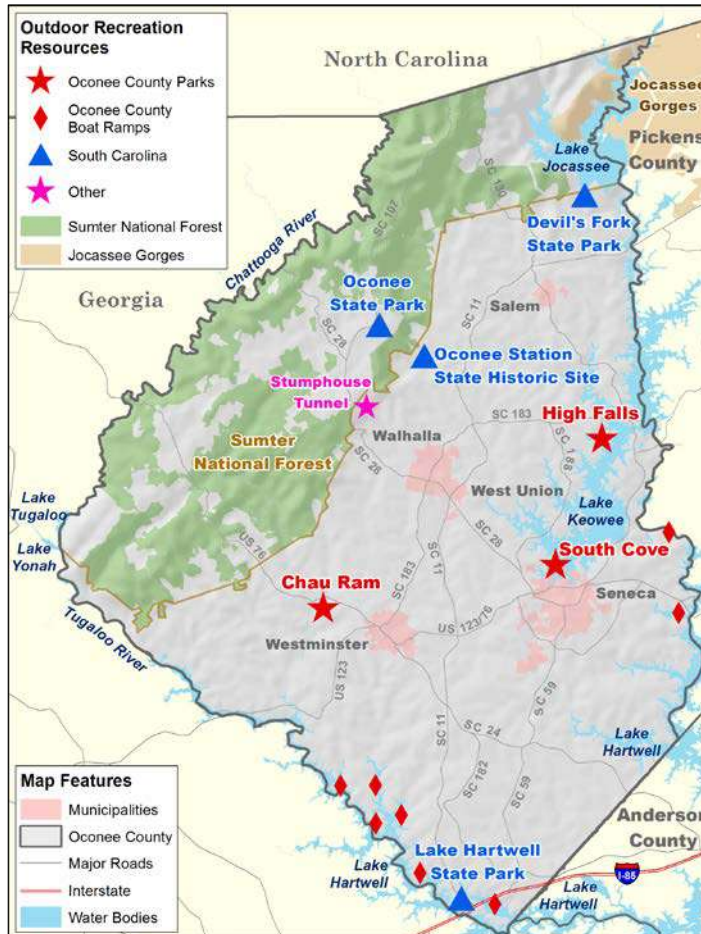 Outdoor Recreation
Resources
Oconee County Parks
Oconee County
Boat Ramps
South Carolina
Other
Sumter National Forest
Jocassee Gorges
North Carolina
Jocassee
Gorges
Pickens
County
Lake
Jocassee
SC 130
SC 107
Devil's Fork
State Park
Chattooga River
Georgia
Oconee
State Park
SC 11
Salem
SC 28
Oconee Station
State Historic Site
Stumphouse
Tunnel
High Falls
SC 183
Walhalla
Sumter
National Forest
SC 28
SC 188
West Union
Lake
Keowee
Lake
Tugaloo
Lake
Yonah
SC 28
South Cove
US 76
SC 11
SC 183
Chau Ram
Seneca
US 123/76
Tugaloo River
Westminster
US 123
SC 59
SC 11
SC 24
Lake
Hartwell
SC 182
SC 59
Map Features
Municipalities
Oconee County
Major Roads
Interstate
Water Bodies
Anderson
County
Lake Hartwell
State Park
Lake
Hartwell
I-85
Lake
Hartwell